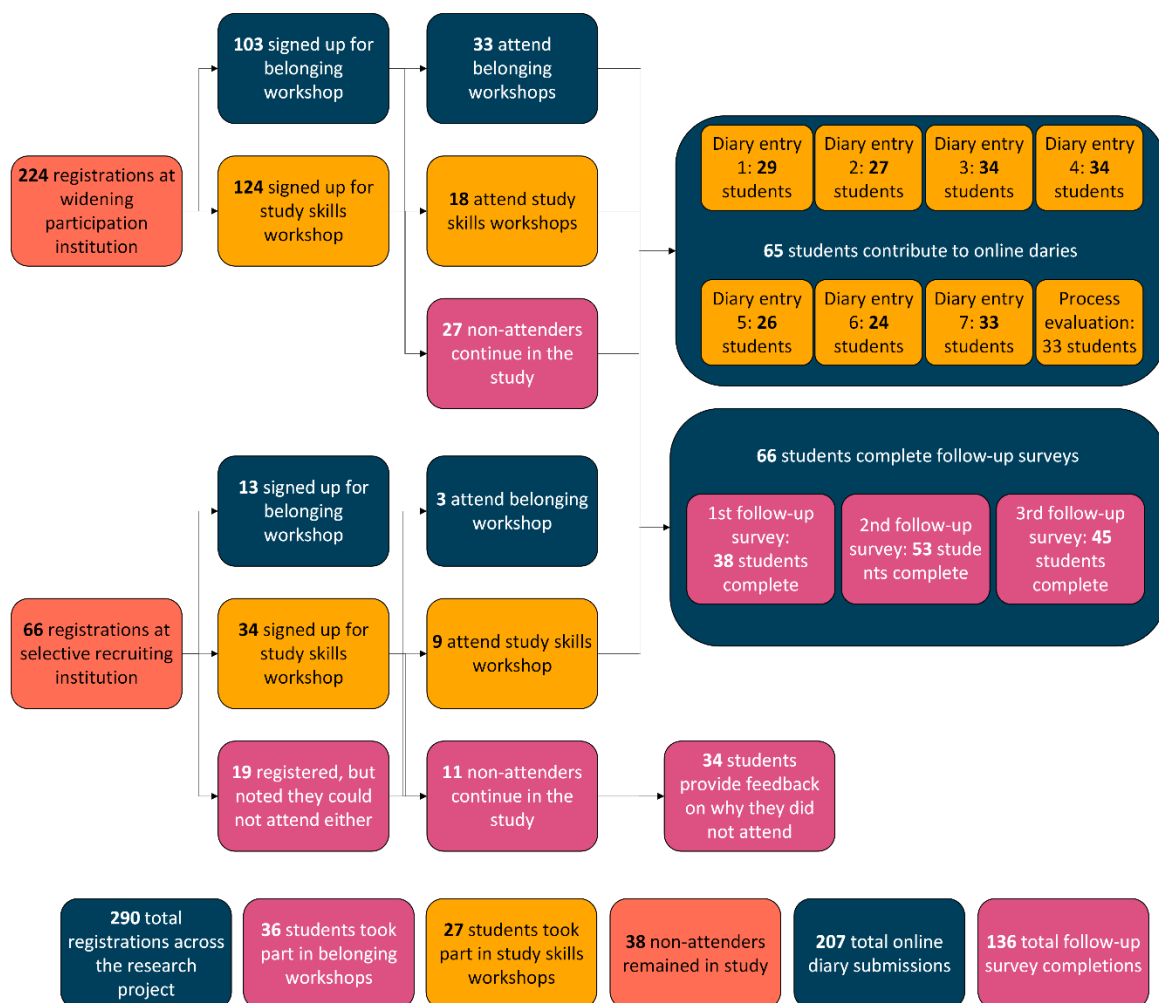 103 signed up for
belonging
workshop
33 attend
belonging
workshops
224 registrations at
widening
participation
institution
124 signed up for
study skills
workshop
18 attend study
skills workshops
27 non-attenders
continue in the
study
Diary entry
1: 29
students
Diary entry
2: 27
students
Diary entry
3: 34
students
Diary entry
4: 34
students
65 students contribute to online daries
Diary entry
5: 26
students
Diary entry
6: 24
students
Diary entry
7: 33
students
Process
evaluation:
33 students
66 students complete follow-up surveys
1st follow-up
survey:
38 students
complete
2nd follow-up
survey: 53 stude
nts complete
3rd follow-up
survey: 45
students
complete
13 signed up for
belonging
workshop
3 attend belonging
workshop
66 registrations at
selective recruiting
institution
34 signed up for
study skills
workshop
9 attend study skills
workshop
19 registered, but
noted they could
not attend either
11 non-attenders
continue in the
study
34 students
provide feedback
on why they did
not attend
290 total
registrations across
the research
project
36 students took
part in belonging
workshops
27 students took
part in study skills
workshops
38 non-attenders
remained in study
207 total online
diary submissions
136 total follow-up
survey completions